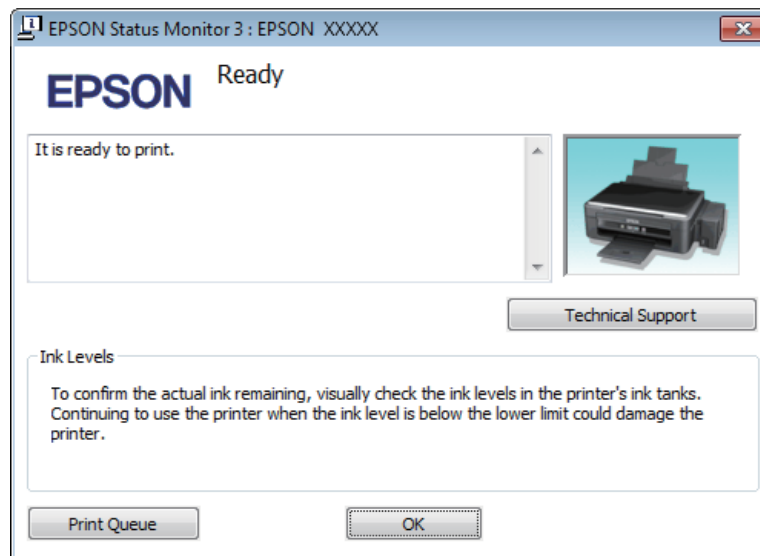 EPSON Status Monitor 3 : EPSON XXXXX
EPSON
Ready
It is ready to print.
Technical Support
Ink Levels
To confirm the actual ink remaining, visually check the ink levels in the printer's ink tanks.
Continuing to use the printer when the ink level is below the lower limit could damage the
printer.
Print Queue
OK